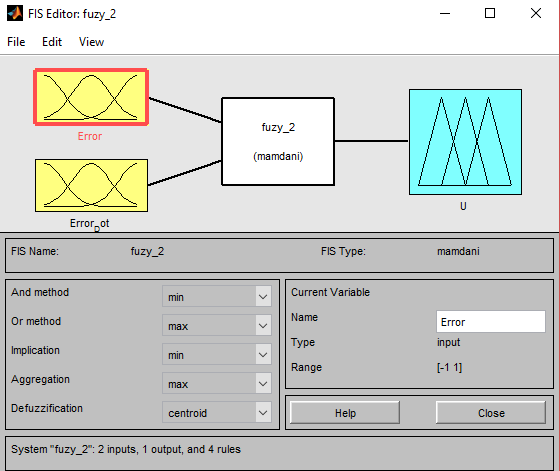 FIS Editor: fuzy_2
File Edit View
fuzy_2
(mamdani)
Error
Error_Dot
U
FIS Name: fuzy_2 FIS Type: mamdani
And method min
Or method max
Implication min
Aggregation max
Defuzzification centroid
Current Variable
Name Error
Type input
Range [-1 1]
Help Close
System "fuzy_2": 2 inputs, 1 output, and 4 rules